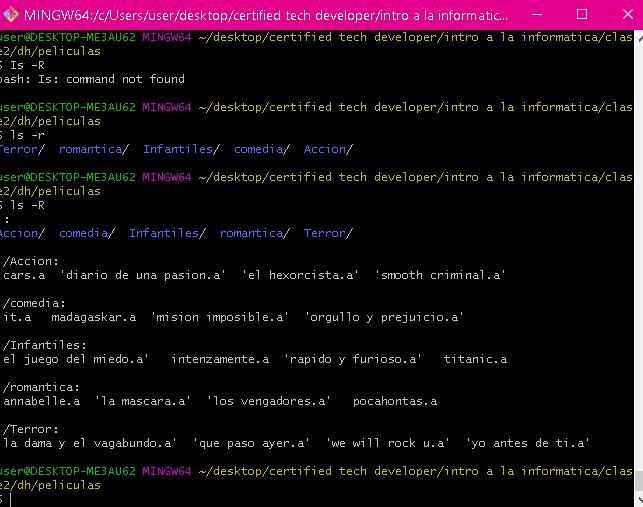 MINGW64:/c/Users/user/desktop/certified tech developer/intro a la informatic...
user@DESKTOP-ME3AU62 MINGW64 ~/desktop/certified tech developer/intro a la informatica/clas
e2/dh/peliculas
$ Is -R
bash: Is: command not found
user@DESKTOP-ME3AU62 MINGW64 ~/desktop/certified tech developer/intro a la informatica/clas
e2/dh/peliculas
$ ls -r
Terror/ romantica/ Infantiles/ comedia/ Accion/
user@DESKTOP-ME3AU62 MINGW64 ~/desktop/certified tech developer/intro a la informatica/clas
e2/dh/peliculas
$ ls -R
:
Accion/ comedia/ Infantiles/ romantica/ Terror/
/Accion:
cars.a 'diario de una pasion.a' 'el hexorcista.a' 'smooth criminal.a'
/comedia:
it.a madagaskar.a 'mision imposible.a' 'orgullo y prejuicio.a'
/Infantiles:
el juego del miedo.a' intenzamente.a 'rapido y furioso.a' titanic.a
/romantica:
annabelle.a 'la mascara.a' 'los vengadores.a' pocahontas.a
/Terror:
la dama y el vagabundo.a' 'que paso ayer.a' 'we will rock u.a' 'yo antes de ti.a'
user@DESKTOP-ME3AU62 MINGW64 ~/desktop/certified tech developer/intro a la informatica/clas
e2/dh/peliculas
$